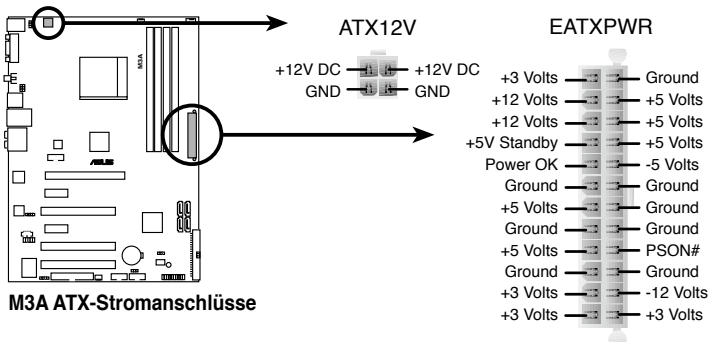 ATX12V
+12V DC +12V DC
GND GND
EATXPWR
+3 Volts Ground
+12 Volts +5 Volts
+12 Volts +5 Volts
+5V Standby +5 Volts
Power OK -5 Volts
Ground Ground
+5 Volts Ground
Ground Ground
+5 Volts PSON#
Ground Ground
+3 Volts -12 Volts
+3 Volts +3 Volts
M3A
ASUS
M3A ATX-Stromanschlüsse